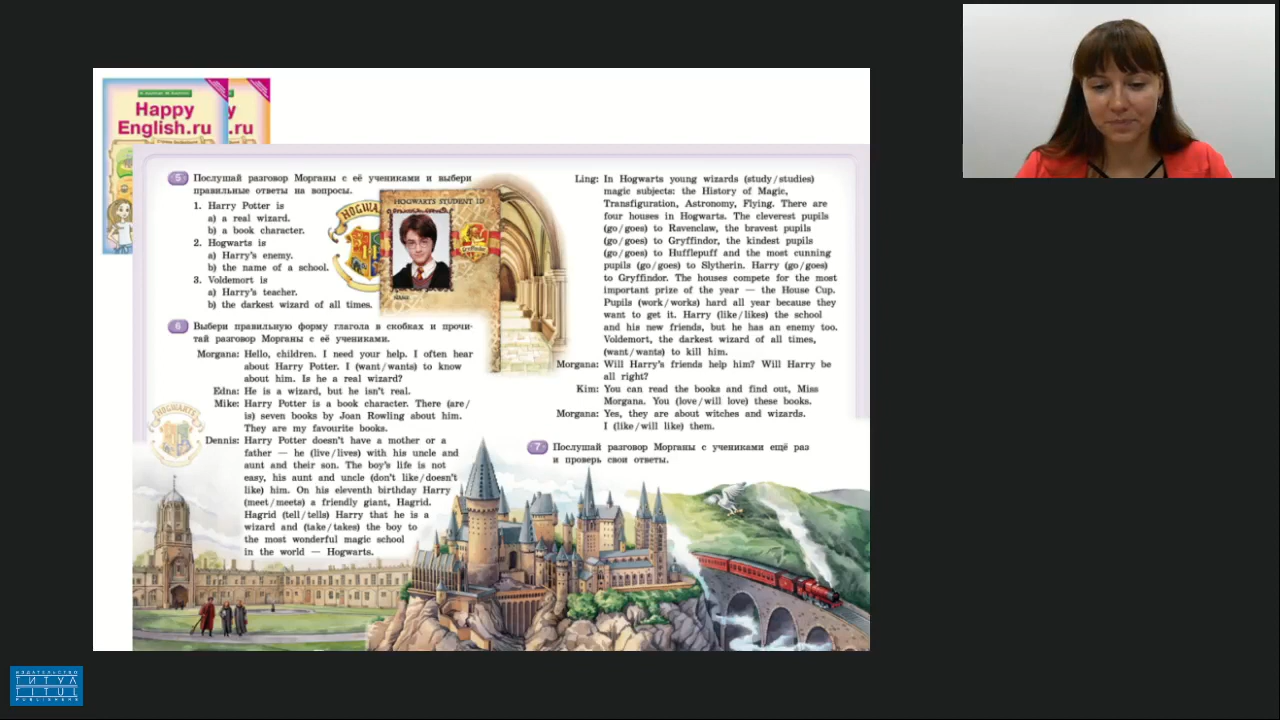 Happy
English.ru
5 Послушай разговор Морганы с её учениками и выбери
правильные ответы на вопросы.
1. Harry Potter is
a) a real wizard.
b) a book character.
2. Hogwarts is
a) Harry's enemy.
b) the name of a school.
3. Voldemort is
a) Harry's teacher.
b) the darkest wizard of all times.
HOGWARTS STUDENT ID
Gryffindor
NAME
6 Выбери правильную форму глагола в скобках и прочи-
тай разговор Морганы с её учениками.
Morgana: Hello, children. I need your help. I often hear
about Harry Potter. I (want/wants) to know
about him. Is he a real wizard?
Edna: He is a wizard, but he isn't real.
Mike: Harry Potter is a book character. There (are/
is) seven books by Joan Rowling about him.
They are my favourite books.
Dennis: Harry Potter doesn't have a mother or a
father — he (live/lives) with his uncle and
aunt and their son. The boy's life is not
easy, his aunt and uncle (don't like/doesn't
like) him. On his eleventh birthday Harry
(meet/meets) a friendly giant, Hagrid.
Hagrid (tell/tells) Harry that he is a
wizard and (take/takes) the boy to
the most wonderful magic school
in the world — Hogwarts.
HOGWARTS
Ling: In Hogwarts young wizards (study/studies)
magic subjects: the History of Magic,
Transfiguration, Astronomy, Flying. There are
four houses in Hogwarts. The cleverest pupils
(go/goes) to Ravenclaw, the bravest pupils
(go/goes) to Gryffindor, the kindest pupils
(go/goes) to Hufflepuff and the most cunning
pupils (go/goes) to Slytherin. Harry (go/goes)
to Gryffindor. The houses compete for the most
important prize of the year — the House Cup.
Pupils (work/works) hard all year because they
want to get it. Harry (like/likes) the school
and his new friends, but he has an enemy too.
Voldemort, the darkest wizard of all times,
(want/wants) to kill him.
Morgana: Will Harry's friends help him? Will Harry be
all right?
Kim: You can read the books and find out, Miss
Morgana. You (love/will love) these books.
Morgana: Yes, they are about witches and wizards.
I (like/will like) them.
7 Послушай разговор Морганы с учениками ещё раз
и проверь свои ответы.
ИЗДАТЕЛЬСТВО
ТИТУЛ
TITUL
PUBLISHERS